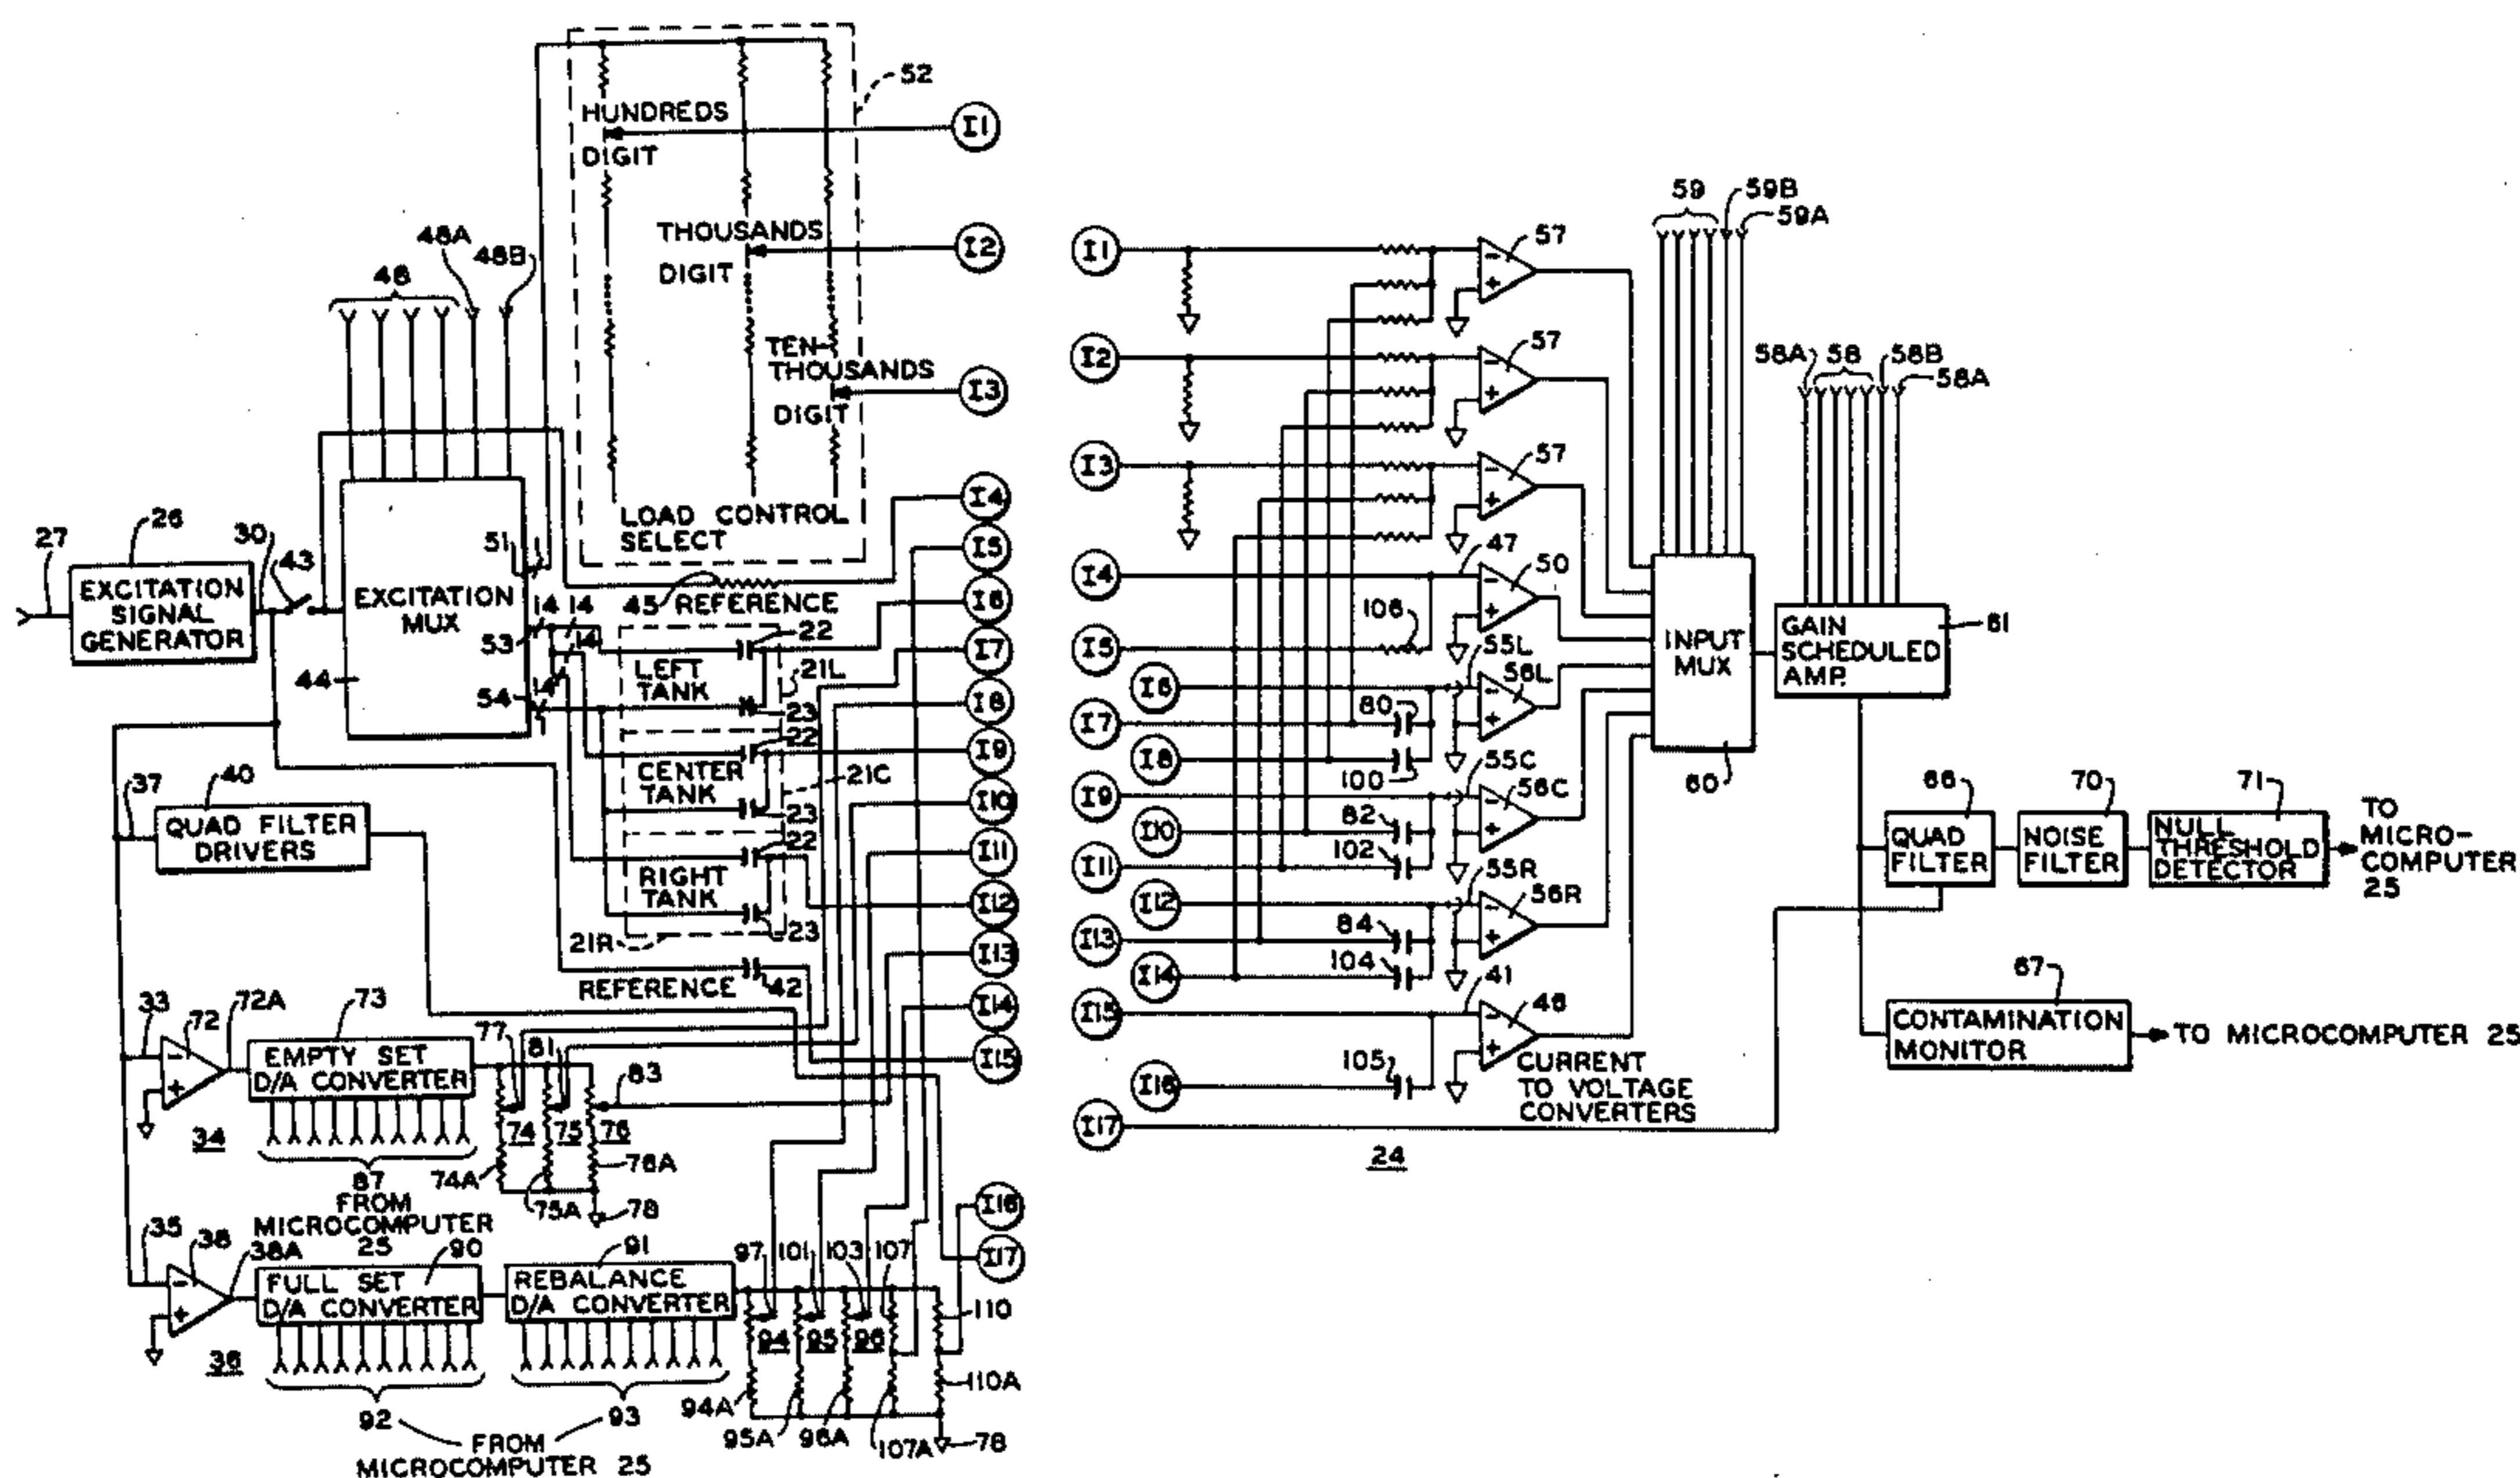 52
HUNDREDS
DIGIT
I1
THOUSANDS
DIGIT
I2
TEN-
THOUSANDS
DIGIT
I3
LOAD CONTROL
SELECT
48A
48B
48
27
26
30
43
EXCITATION
SIGNAL
GENERATOR
EXCITATION
MUX
44
51
53
54
14
14
14
14
45
REFERENCE
I4
I5
I6
I7
I8
I9
I10
I11
I12
I13
I14
I15
I16
I17
22
LEFT
TANK
21L
23
22
CENTER
TANK
21C
23
22
RIGHT
TANK
21R
23
REFERENCE
42
37
40
QUAD FILTER
DRIVERS
33
72
72A
73
EMPTY SET
D/A CONVERTER
34
87
FROM
MICROCOMPUTER
25
77
81
83
74
75
76
74A
75A
76A
78
35
38
38A
90
FULL SET
D/A CONVERTER
91
REBALANCE
D/A CONVERTER
36
92
93
FROM
MICROCOMPUTER 25
97
101
103
107
94
95
96
110
110A
94A
95A
96A
107A
78
I1
I2
I3
I4
I5
I6
I7
I8
I9
I10
I11
I12
I13
I14
I15
I16
I17
57
57
57
47
50
106
55L
56L
80
100
55C
56C
82
102
55R
56R
84
104
41
46
105
CURRENT
TO VOLTAGE
CONVERTERS
24
59
59B
59A
INPUT
MUX
60
58A
58
58B
58A
GAIN
SCHEDULED
AMP.
61
66
QUAD
FILTER
70
NOISE
FILTER
71
NULL
THRESHOLD
DETECTOR
TO
MICRO-
COMPUTER
25
67
CONTAMINATION
MONITOR
TO MICROCOMPUTER 25